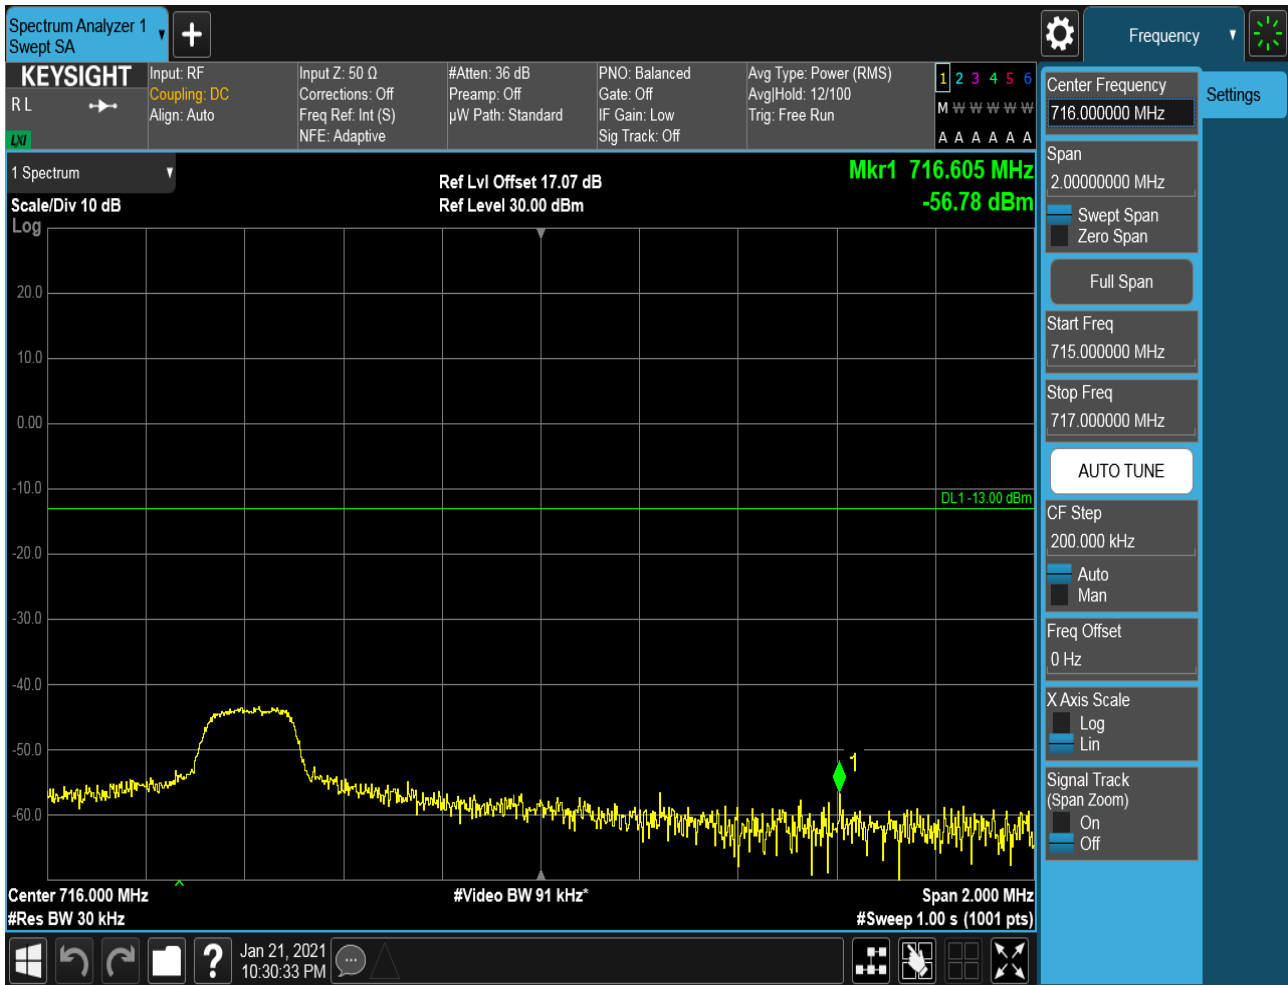 Spectrum Analyzer 1
Swept SA
+
Frequency
KEYSIGHT
R L
LXI
Input: RF
Coupling: DC
Align: Auto
Input Z: 50 Ω
Corrections: Off
Freq Ref: Int (S)
NFE: Adaptive
#Atten: 36 dB
Preamp: Off
µW Path: Standard
PNO: Balanced
Gate: Off
IF Gain: Low
Sig Track: Off
Avg Type: Power (RMS)
Avg|Hold: 12/100
Trig: Free Run
1 2 3 4 5 6
M W W W W W
A A A A A A
1 Spectrum
Scale/Div 10 dB
Log
Ref Lvl Offset 17.07 dB
Ref Level 30.00 dBm
Mkr1 716.605 MHz
-56.78 dBm
20.0
10.0
0.00
-10.0
DL1 -13.00 dBm
-20.0
-30.0
-40.0
-50.0
1
-60.0
Center 716.000 MHz
#Res BW 30 kHz
#Video BW 91 kHz*
Span 2.000 MHz
#Sweep 1.00 s (1001 pts)
Center Frequency
716.000000 MHz
Settings
Span
2.00000000 MHz
Swept Span
Zero Span
Full Span
Start Freq
715.000000 MHz
Stop Freq
717.000000 MHz
AUTO TUNE
CF Step
200.000 kHz
Auto
Man
Freq Offset
0 Hz
X Axis Scale
Log
Lin
Signal Track
(Span Zoom)
On
Off
?
Jan 21, 2021
10:30:33 PM